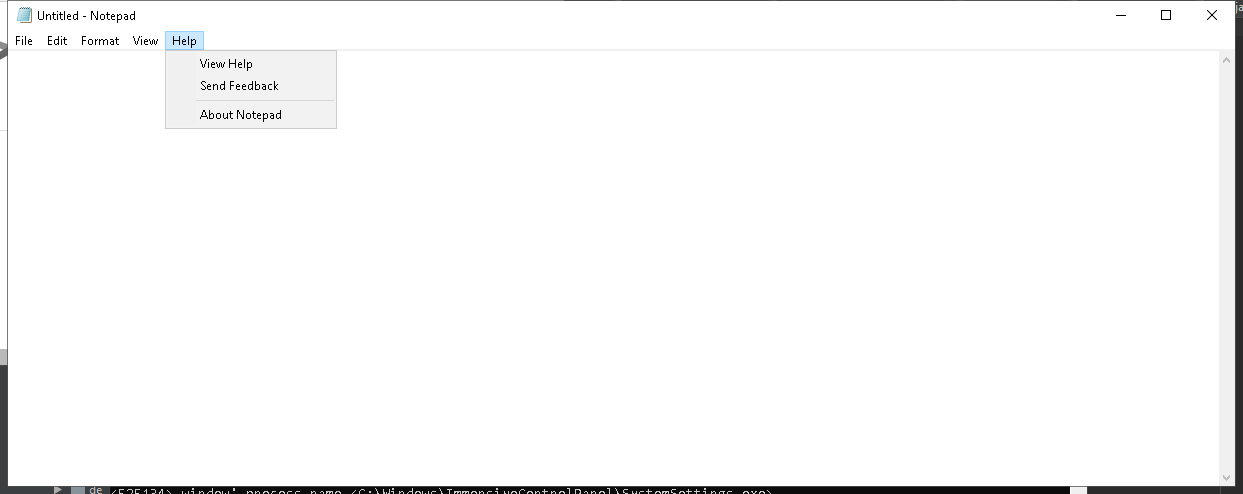 Untitled - Notepad
File Edit Format View Help
View Help
Send Feedback
About Notepad
de <525134> window' process name <C:\Windows\ImmersiveControlPanel\SystemSettings.exe>